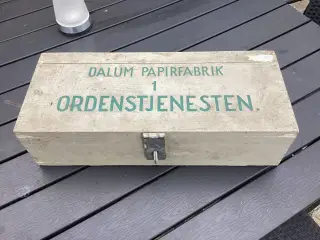 DALUM PAPIRFABRIK
1
ORDENSTJENESTEN.